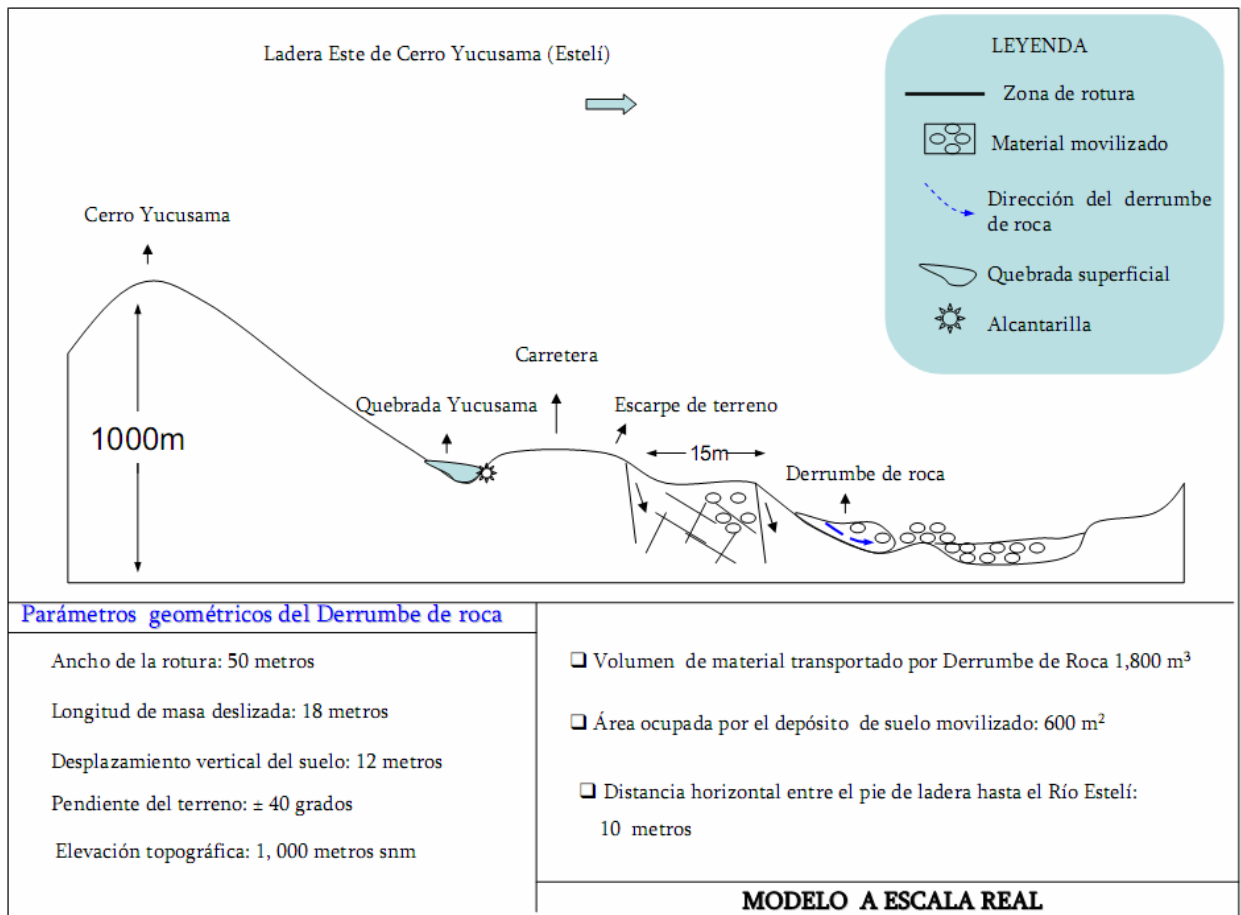 Ladera Este de Cerro Yucusama (Estelí)
LEYENDA
Zona de rotura
Material movilizado
Dirección del derrumbe
de roca
Quebrada superficial
Alcantarilla
Cerro Yucusama
Carretera
Quebrada Yucusama
Escarpe de terreno
1000m
15m
Derrumbe de roca
Parámetros geométricos del Derrumbe de roca
Ancho de la rotura: 50 metros
Longitud de masa deslizada: 18 metros
Desplazamiento vertical del suelo: 12 metros
Pendiente del terreno: ± 40 grados
Elevación topográfica: 1, 000 metros snm
❑ Volumen de material transportado por Derrumbe de Roca 1,800 m³
❑ Área ocupada por el depósito de suelo movilizado: 600 m²
❑ Distancia horizontal entre el pie de ladera hasta el Río Estelí:
10 metros
MODELO A ESCALA REAL